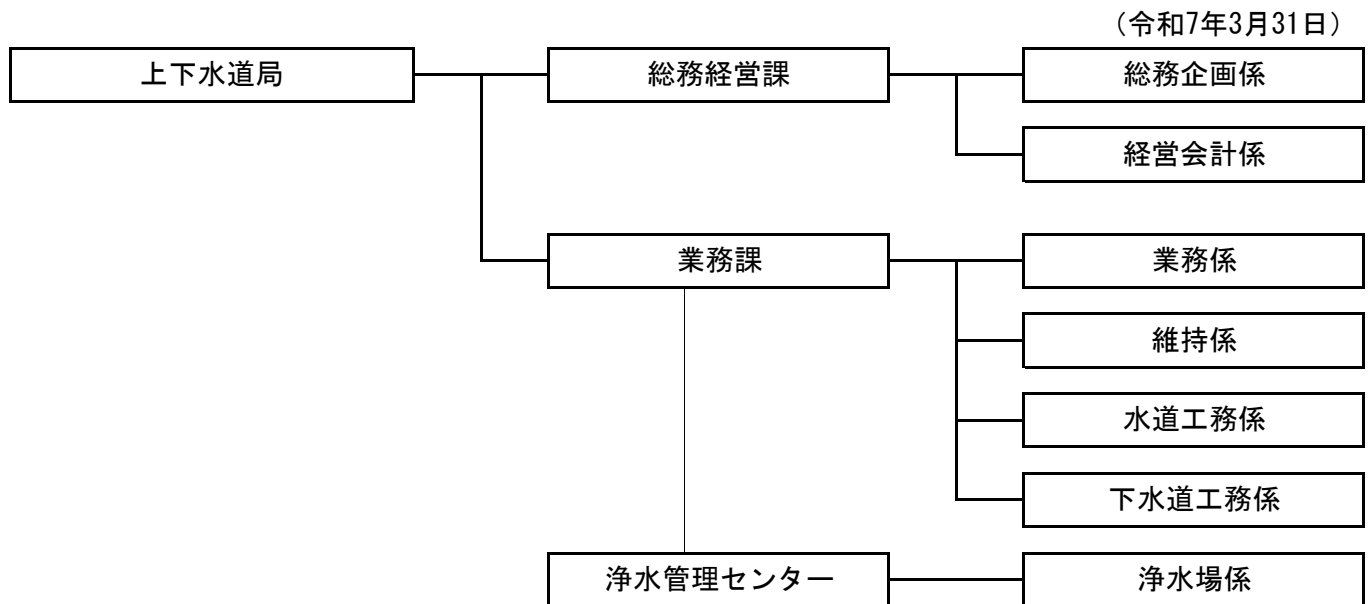 （令和7年3月31日）
上下水道局
総務経営課
総務企画係
経営会計係
業務課
業務係
維持係
水道工務係
下水道工務係
浄水管理センター
浄水場係